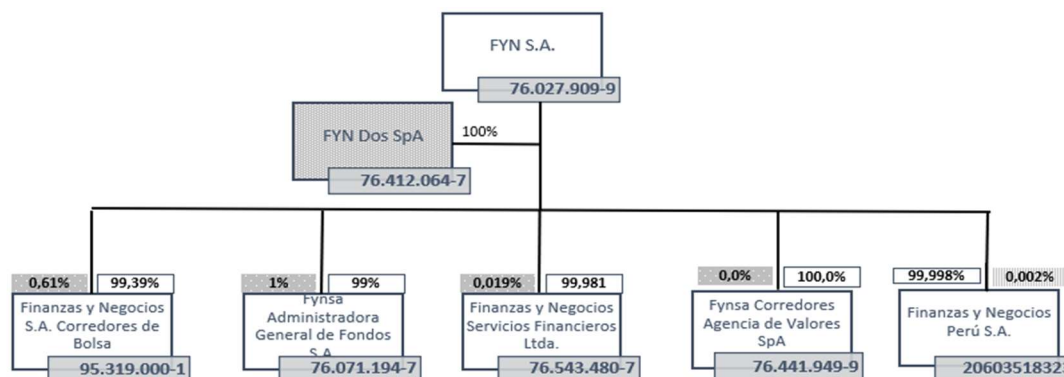 FYN S.A.
76.027.909-9
FYN Dos SpA
100%
76.412.064-7
0,61%
99,39%
1%
99%
0,019%
99,981
0,0%
100,0%
99,998%
0,002%
Finanzas y Negocios
S.A. Corredores de
Bolsa
95.319.000-1
Fynsa
Administradora
General de Fondos
S.A.
76.071.194-7
Finanzas y Negocios
Servicios Financieros
Ltda.
76.543.480-7
Fynsa Corredores
Agencia de Valores
SpA
76.441.949-9
Finanzas y Negocios
Perú S.A.
2060351832